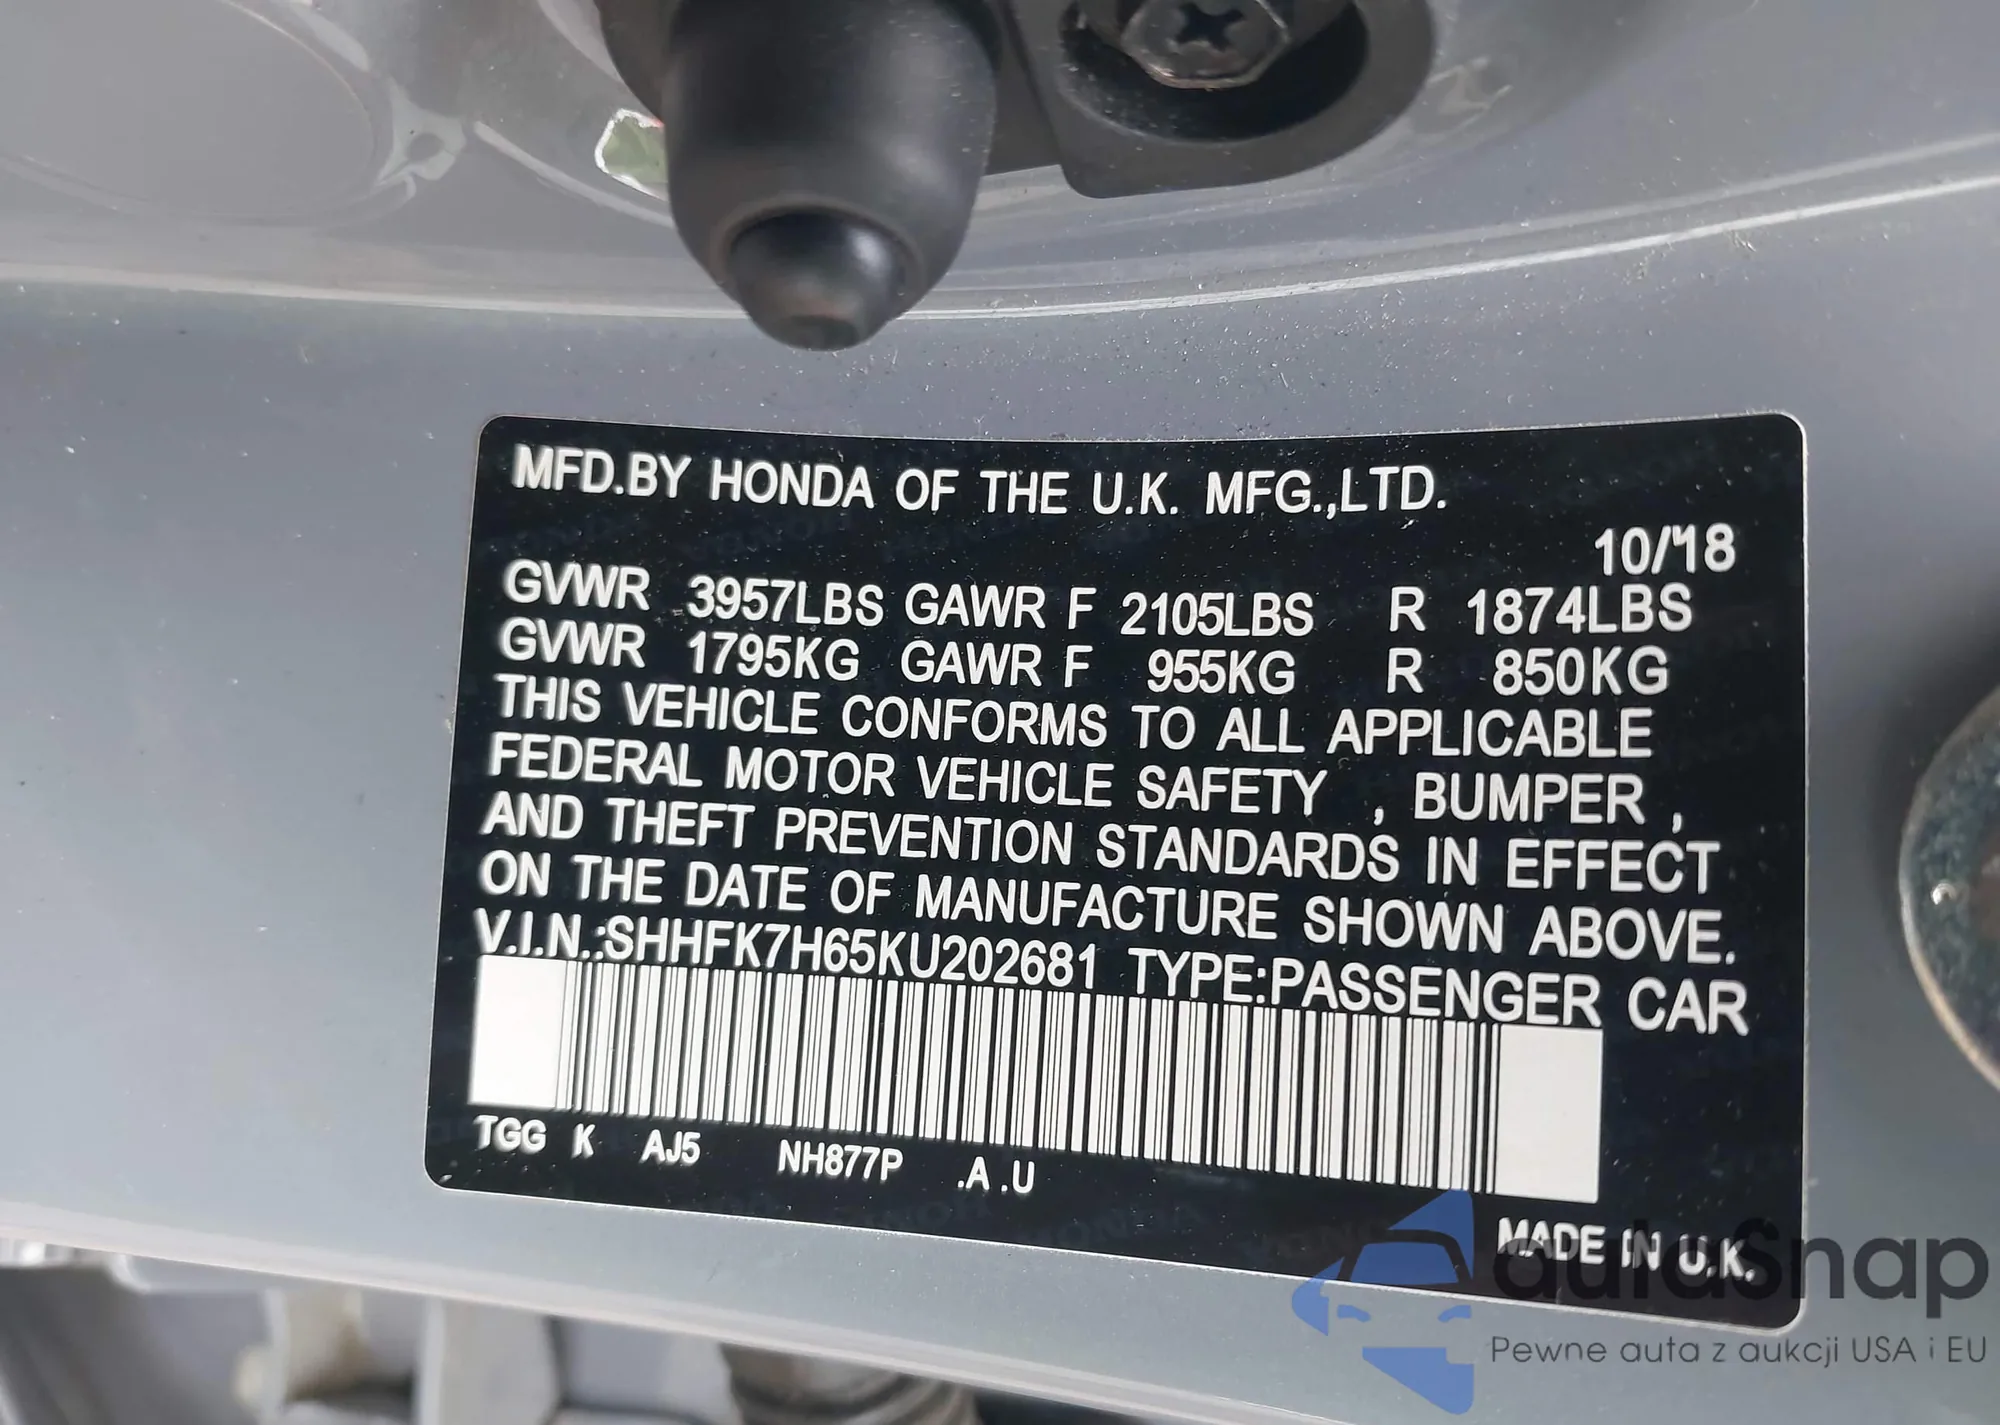 MFD.BY HONDA OF THE U.K. MFG.,LTD.
10/'18
GVWR 3957LBS GAWR F 2105LBS R 1874LBS
GVWR 1795KG GAWR F 955KG R 850KG
THIS VEHICLE CONFORMS TO ALL APPLICABLE
FEDERAL MOTOR VEHICLE SAFETY , BUMPER ,
AND THEFT PREVENTION STANDARDS IN EFFECT
ON THE DATE OF MANUFACTURE SHOWN ABOVE.
V.I.N.:SHHFK7H65KU202681 TYPE:PASSENGER CAR
TGG K AJ5 NH877P .A .U
MADE IN U.K.
autoSnap
Pewne auta z aukcji USA i EU